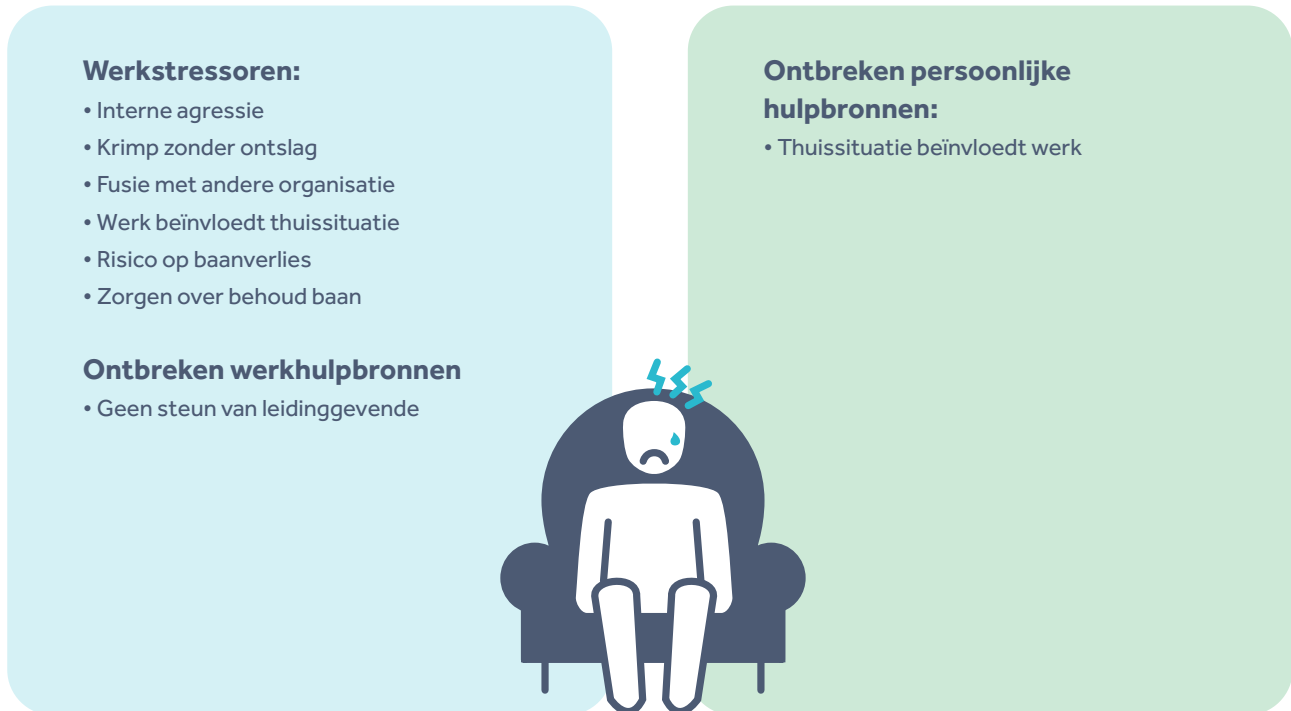 Werkstressoren:
• Interne agressie
• Krimp zonder ontslag
• Fusie met andere organisatie
• Werk beïnvloedt thuissituatie
• Risico op baanverlies
• Zorgen over behoud baan
Ontbreken werkhulpbronnen
• Geen steun van leidinggevende
Ontbreken persoonlijke
hulpbronnen:
• Thuissituatie beïnvloedt werk